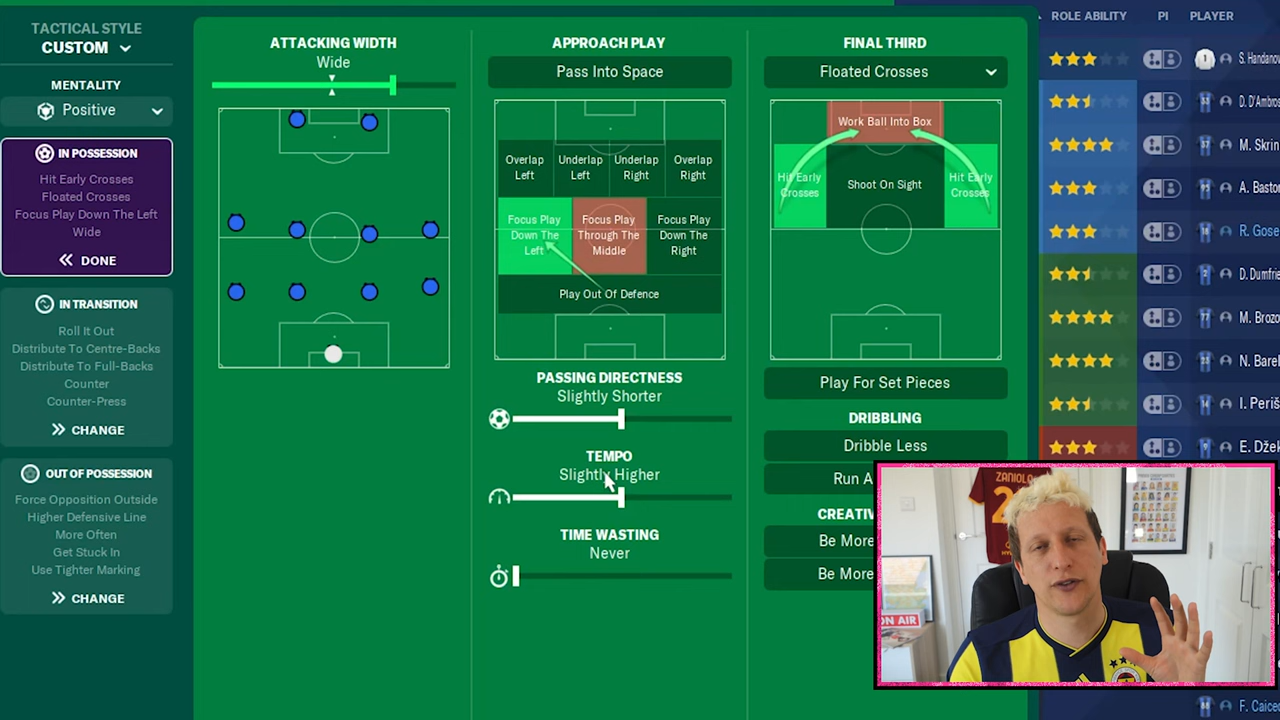 TACTICAL STYLE
CUSTOM
MENTALITY
Positive
IN POSSESSION
Hit Early Crosses
Floated Crosses
Focus Play Down The Left
Wide
DONE
IN TRANSITION
Roll It Out
Distribute To Centre-Backs
Distribute To Full-Backs
Counter
Counter-Press
CHANGE
OUT OF POSSESSION
Force Opposition Outside
Higher Defensive Line
More Often
Get Stuck In
Use Tighter Marking
CHANGE
ATTACKING WIDTH
Wide
APPROACH PLAY
Pass Into Space
Overlap
Left
Underlap
Left
Underlap
Right
Overlap
Right
Focus Play
Down The
Left
Focus Play
Through The
Middle
Focus Play
Down The
Right
Play Out Of Defence
PASSING DIRECTNESS
Slightly Shorter
TEMPO
Slightly Higher
TIME WASTING
Never
FINAL THIRD
Floated Crosses
Work Ball Into Box
Hit Early
Crosses
Shoot On Sight
Hit Early
Crosses
Play For Set Pieces
DRIBBLING
Dribble Less
Run A
CREATIV
Be More
Be More
ROLE ABILITY PI PLAYER
S. Handanov
D. D'Ambros
M. Skrin
A. Baston
R. Gose
D. Dumfrie
M. Brozo
N. Barel
I. Periš
E. Džek
F. Caiced
ZANIOLO
ON AIR